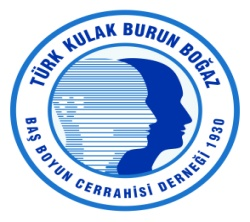 TÜRK KULAK BURUN BOĞAZ
BAŞ BOYUN CERRAHİSİ DERNEĞİ 1930